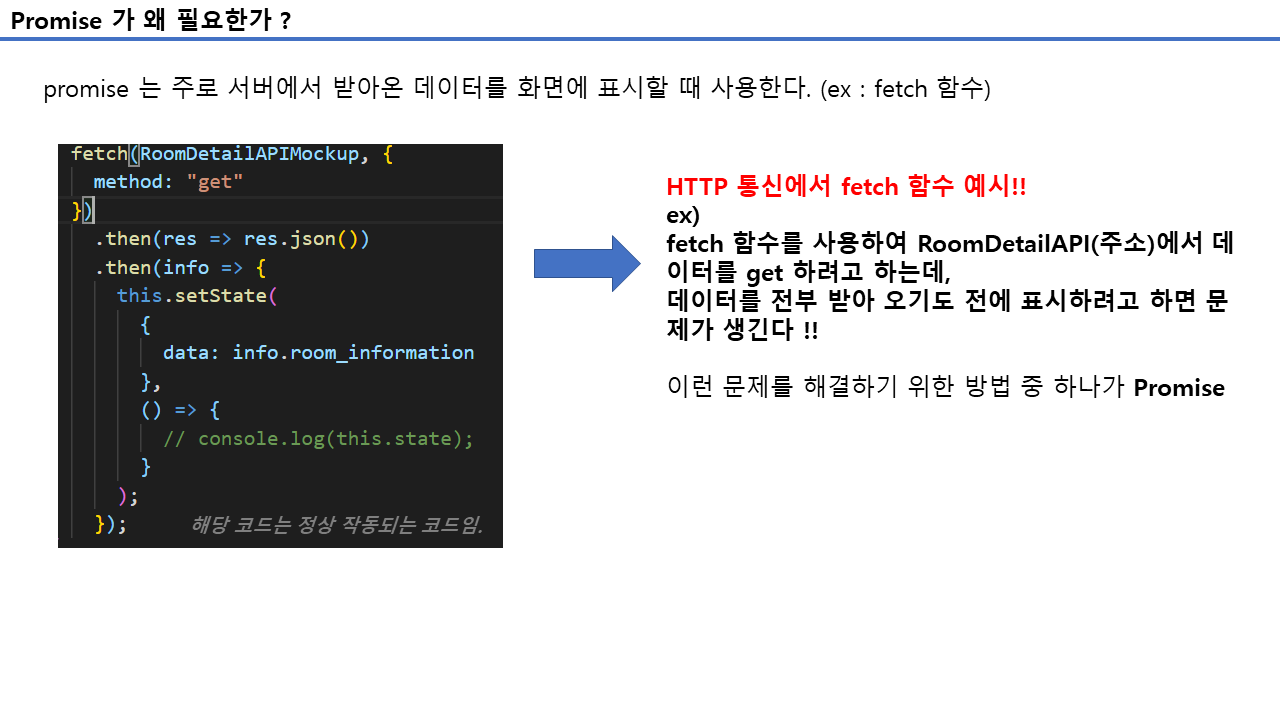 Promise 가 왜 필요한가 ?
promise 는 주로 서버에서 받아온 데이터를 화면에 표시할 때 사용한다. (ex : fetch 함수)
fetch(RoomDetailAPIMockup, {
method: "get"
})
.then(res => res.json())
.then(info => {
this.setState(
{
data: info.room_information
},
() => {
// console.log(this.state);
}
);
});
해당 코드는 정상 작동되는 코드임.
HTTP 통신에서 fetch 함수 예시!!
ex)
fetch 함수를 사용하여 RoomDetailAPI(주소)에서 데
이터를 get 하려고 하는데,
데이터를 전부 받아 오기도 전에 표시하려고 하면 문
제가 생긴다 !!
이런 문제를 해결하기 위한 방법 중 하나가 Promise